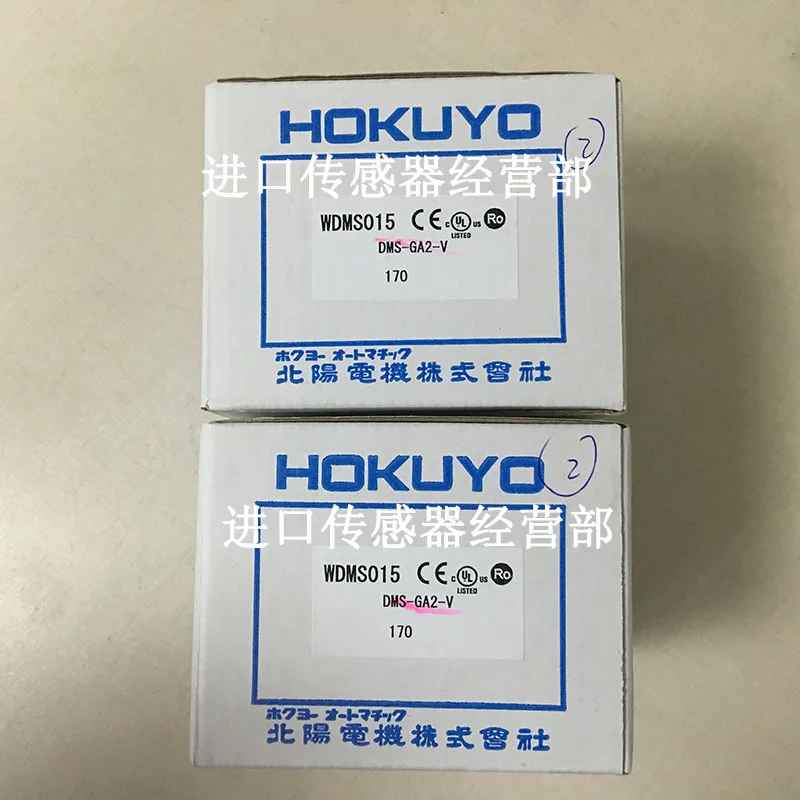 HOKUYO
2
进口传感器经营部
WDMS015 CE c UL us Ro
LISTED
DMS-GA2-V
170
ホクヨー オートマチック
北陽電機株式會社
HOKUYO
2
进口传感器经营部
WDMS015 CE c UL us Ro
LISTED
DMS-GA2-V
170
ホクヨー オートマチック
北陽電機株式會社